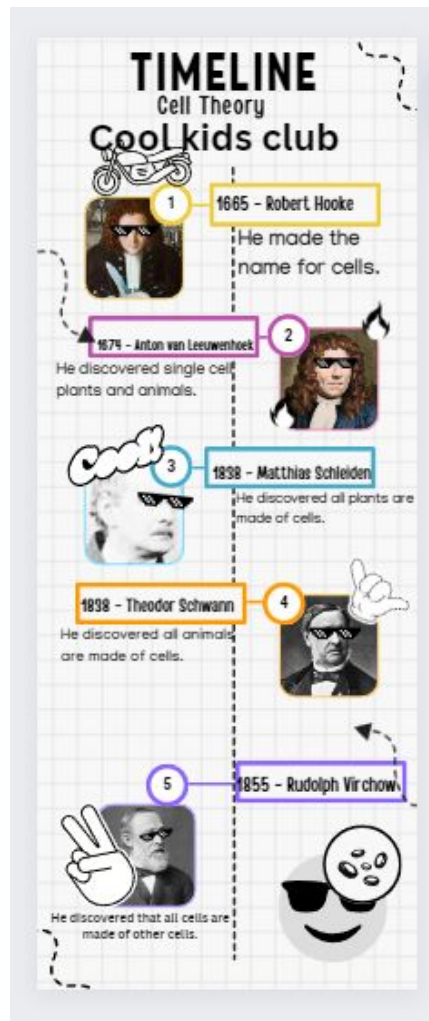 TIMELINE
Cell Theory
Cool kids club
1
1665 - Robert Hooke
He made the
name for cells.
1674 - Anton van Leeuwenhoek
2
He discovered single cell
plants and animals.
Cool!
3
1838 - Matthias Schleiden
He discovered all plants are
made of cells.
1838 - Theodor Schwann
4
He discovered all animals
are made of cells.
5
1855 - Rudolph Virchow
He discovered that all cells are
made of other cells.